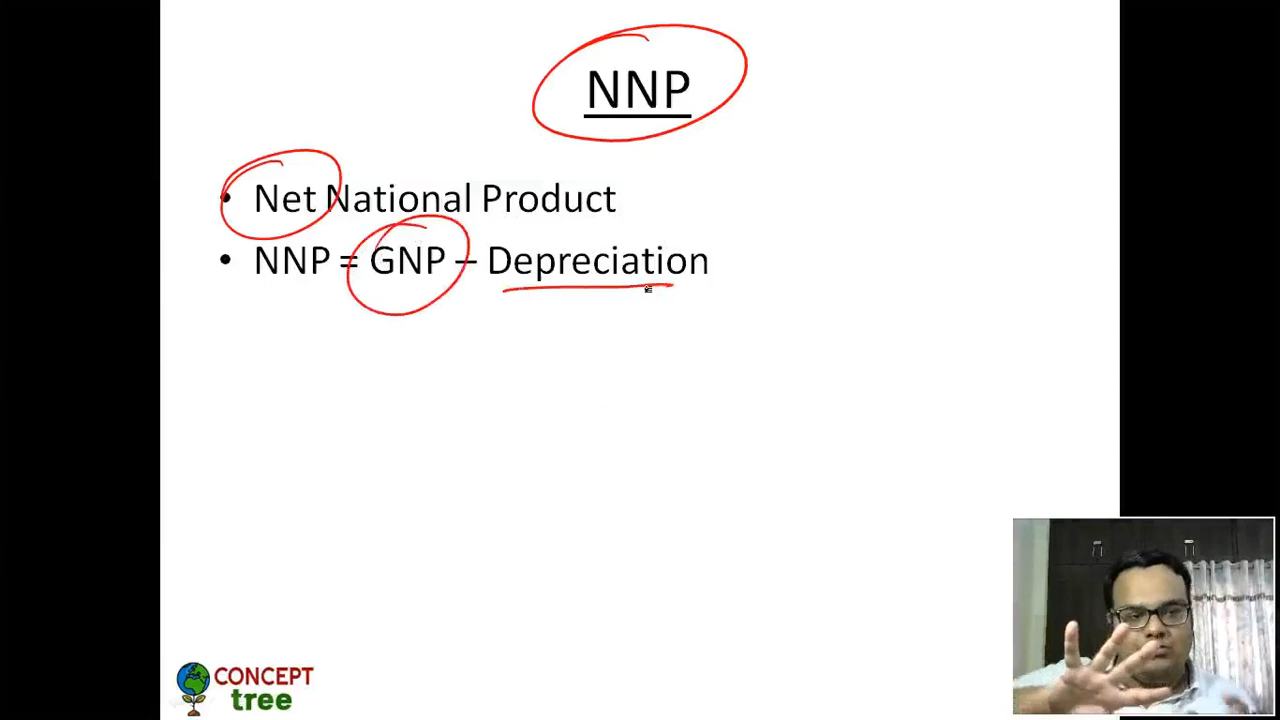 NNP
• Net National Product
• NNP = GNP – Depreciation
CONCEPT
tree